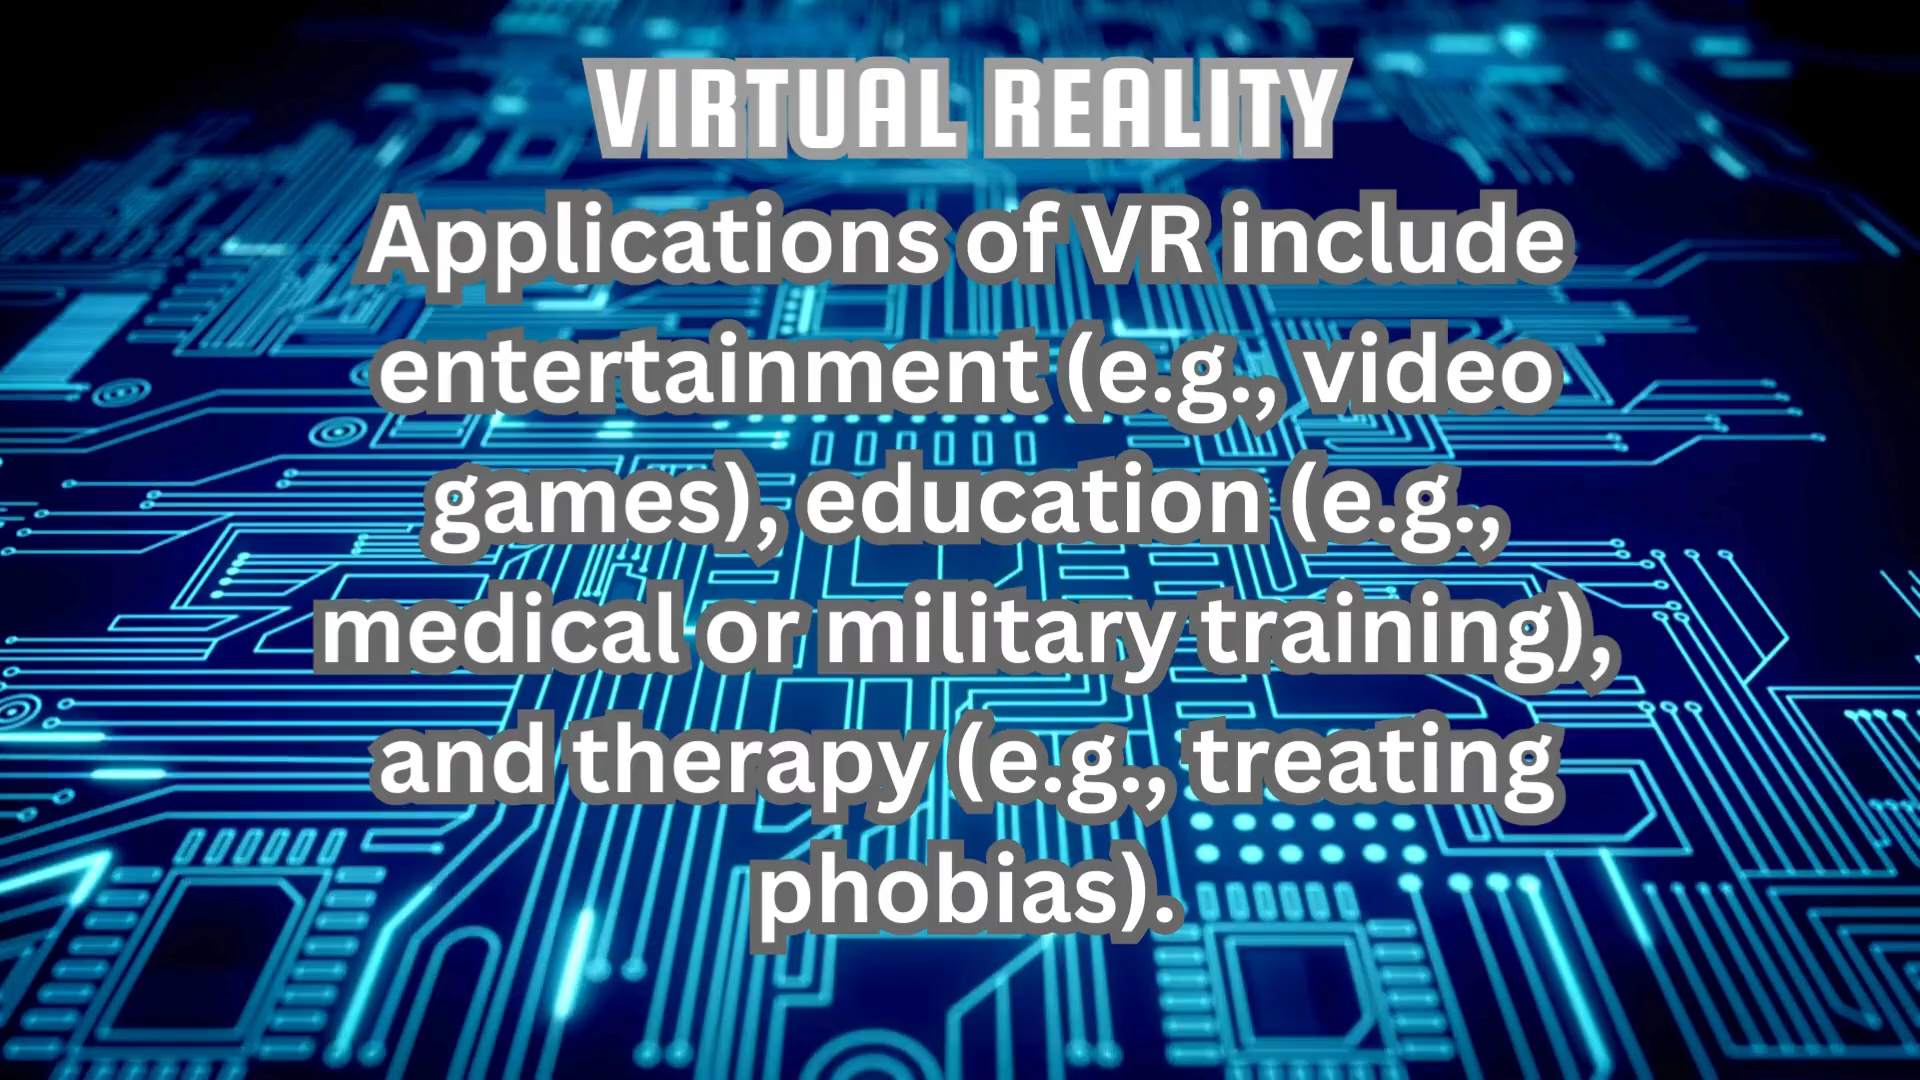 VIRTUAL REALITY
Applications of VR include
entertainment (e.g., video
games), education (e.g.,
medical or military training),
and therapy (e.g., treating
phobias).